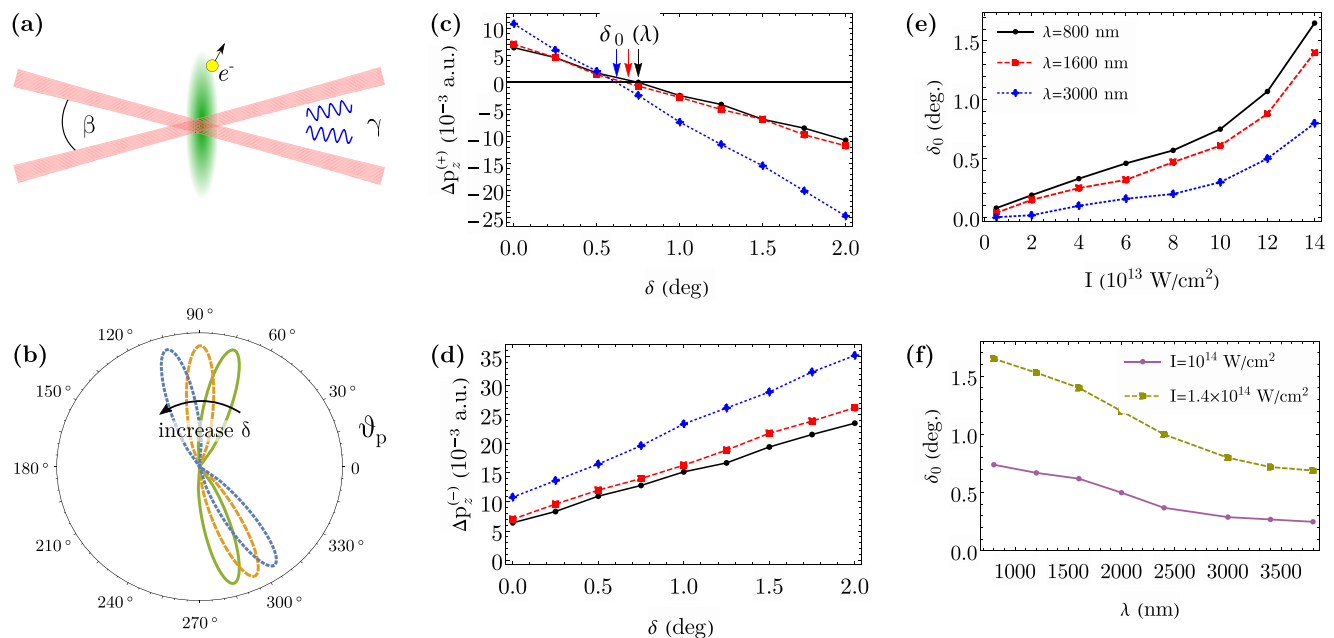 (a)
β
e-
γ
(b)
90 °
120 °
60 °
150 °
30 °
increase δ
ϑp
180 °
0
210 °
330 °
240 °
300 °
270 °
(c)
Δpz(+) (10−3 a.u.)
10
5
0
−5
−10
−15
−20
−25
δ0 (λ)
0.0 0.5 1.0 1.5 2.0
δ (deg)
(d)
Δpz(−) (10−3 a.u.)
35
30
25
20
15
10
5
0
0.0 0.5 1.0 1.5 2.0
δ (deg)
(e)
δ0 (deg.)
1.5
1.0
0.5
0.0
λ=800 nm
λ=1600 nm
λ=3000 nm
0 2 4 6 8 10 12 14
I (1013 W/cm2)
(f)
δ0 (deg.)
1.5
1.0
0.5
0.0
I=1014 W/cm2
I=1.4×1014 W/cm2
1000 1500 2000 2500 3000 3500
λ (nm)